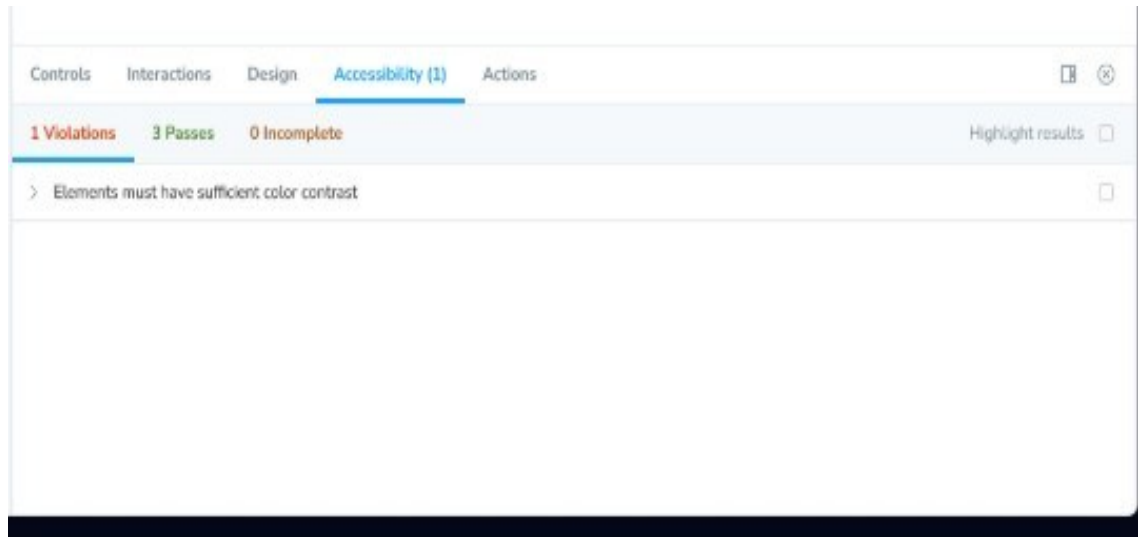 Controls Interactions Design Accessibility (1) Actions
1 Violations 3 Passes 0 Incomplete Highlight results
Elements must have sufficient color contrast